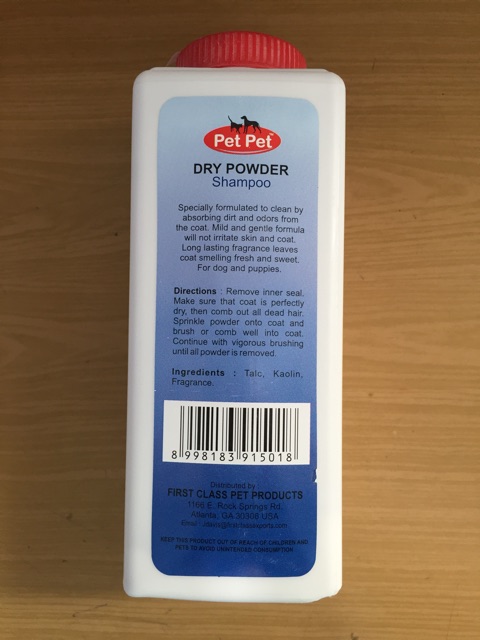 Pet Pet
DRY POWDER
Shampoo
Specially formulated to clean by
absorbing dirt and odors from
the coat. Mild and gentle formula
will not irritate skin and coat.
Long lasting fragrance leaves
coat smelling fresh and sweet.
For dog and puppies.
Directions : Remove inner seal.
Make sure that coat is perfectly
dry, then comb out all dead hair.
Sprinkle powder onto coat and
brush or comb well into coat.
Continue with vigorous brushing
until all powder is removed.
Ingredients : Talc, Kaolin,
Fragrance.
8 998183 915018
Distributed by :
FIRST CLASS PET PRODUCTS
1166 E. Rock Springs Rd.
Atlanta, GA 30306 USA
Email :
KEEP THIS PRODUCT OUT OF REACH OF CHILDREN AND
PETS TO AVOID UNINTENDED CONSUMPTION